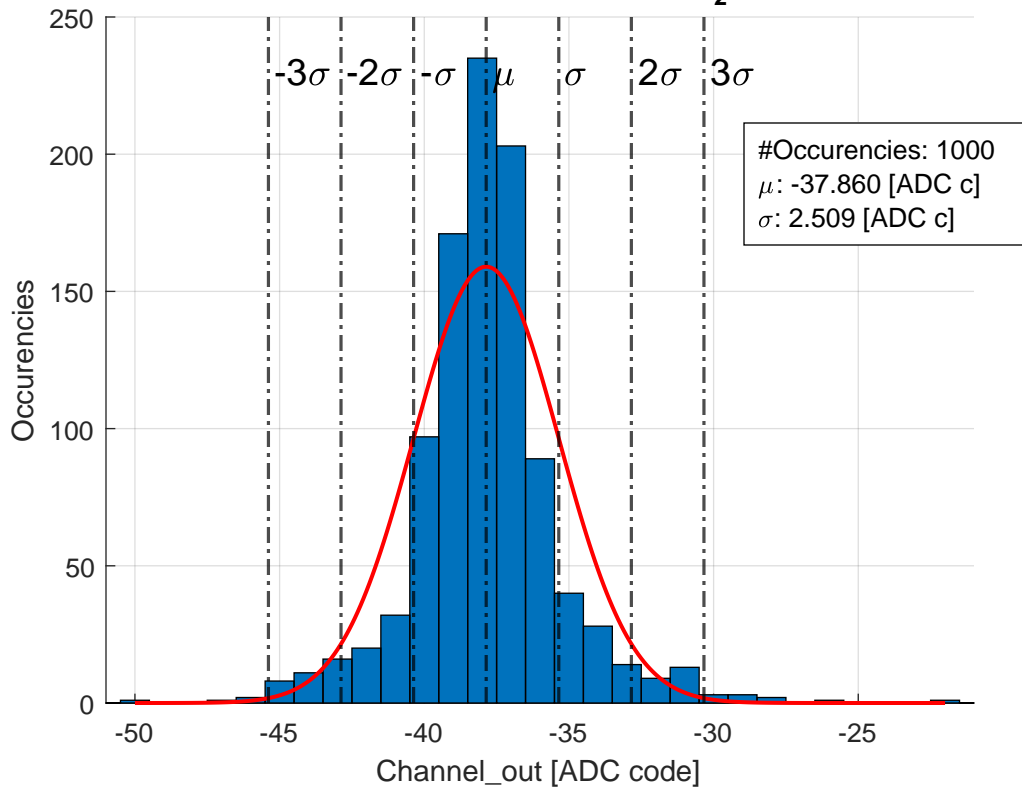 2
250
-3σ -2σ -σ μ σ 2σ 3σ
200
#Occurencies: 1000
μ: -37.860 [ADC c]
σ: 2.509 [ADC c]
150
Occurencies
100
50
0
-50 -45 -40 -35 -30 -25
Channel_out [ADC code]